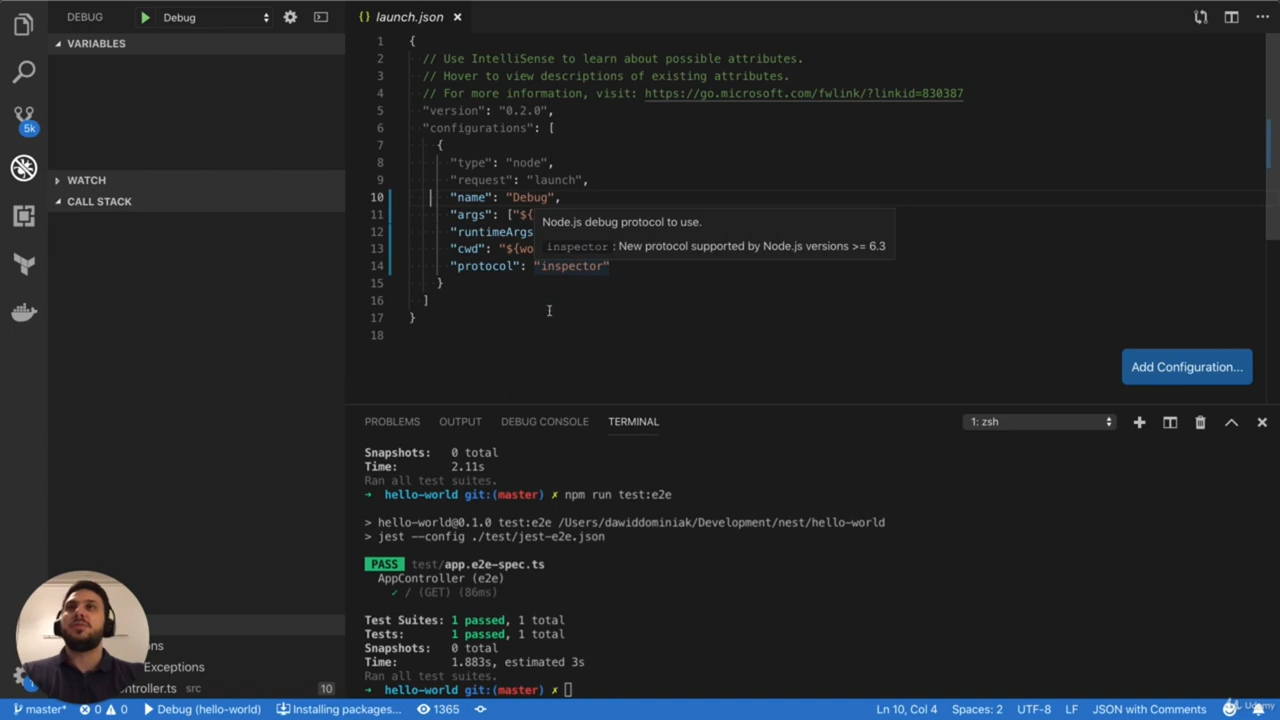 DEBUG
Debug
VARIABLES
5k
WATCH
CALL STACK
ons
Exceptions
ontroller.ts src
10
launch.json
1 {
2 // Use IntelliSense to learn about possible attributes.
3 // Hover to view descriptions of existing attributes.
4 // For more information, visit: https://go.microsoft.com/fwlink/?linkid=830387
5 "version": "0.2.0",
6 "configurations": [
7 {
8 "type": "node",
9 "request": "launch",
10 "name": "Debug",
11 "args": ["${
12 "runtimeArgs
13 "cwd": "${wo
14 "protocol": "inspector"
15 }
16 ]
17 }
18
Node.js debug protocol to use.
inspector : New protocol supported by Node.js versions >= 6.3
Add Configuration...
PROBLEMS OUTPUT DEBUG CONSOLE TERMINAL
1: zsh
Snapshots: 0 total
Time: 2.11s
Ran all test suites.
➜ hello-world git:(master) ✗ npm run test:e2e
> hello-world@0.1.0 test:e2e /Users/dawiddominiak/Development/nest/hello-world
> jest --config ./test/jest-e2e.json
PASS test/app.e2e-spec.ts
AppController (e2e)
✓ / (GET) (86ms)
Test Suites: 1 passed, 1 total
Tests: 1 passed, 1 total
Snapshots: 0 total
Time: 1.883s, estimated 3s
Ran all test suites.
➜ hello-world git:(master) ✗
master* 0 0 Debug (hello-world) Installing packages... 1365
Ln 10, Col 4 Spaces: 2 UTF-8 LF JSON with Comments
Udemy